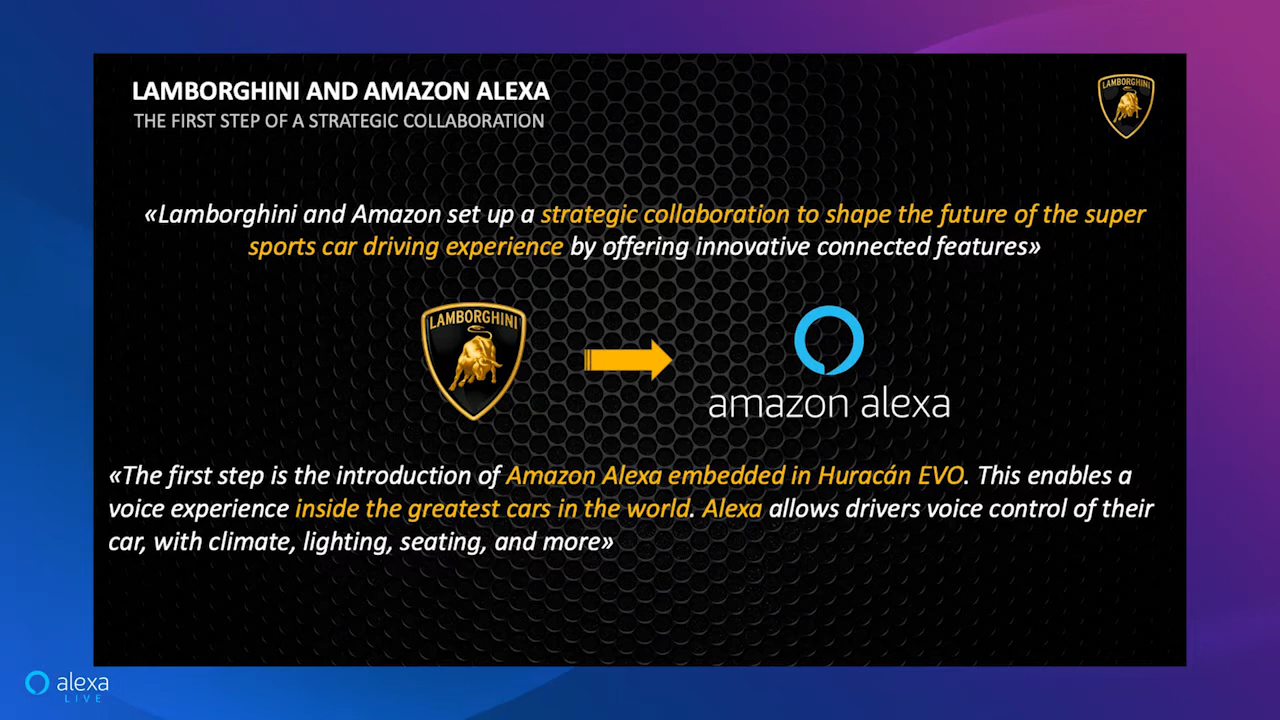 LAMBORGHINI AND AMAZON ALEXA
THE FIRST STEP OF A STRATEGIC COLLABORATION
LAMBORGHINI
«Lamborghini and Amazon set up a strategic collaboration to shape the future of the super
sports car driving experience by offering innovative connected features»
LAMBORGHINI
amazon alexa
«The first step is the introduction of Amazon Alexa embedded in Huracán EVO. This enables a
voice experience inside the greatest cars in the world. Alexa allows drivers voice control of their
car, with climate, lighting, seating, and more»
alexa
LIVE